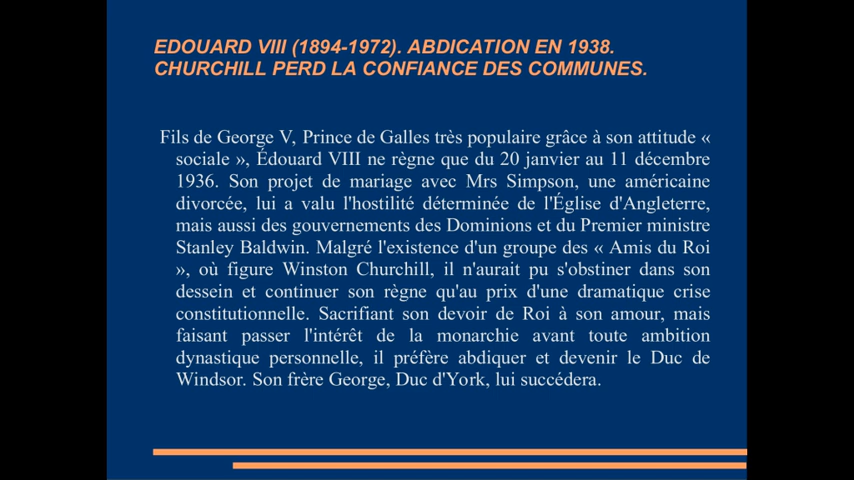 EDOUARD VIII (1894-1972). ABDICATION EN 1938.
CHURCHILL PERD LA CONFIANCE DES COMMUNES.
Fils de George V, Prince de Galles très populaire grâce à son attitude «
sociale », Édouard VIII ne règne que du 20 janvier au 11 décembre
1936. Son projet de mariage avec Mrs Simpson, une américaine
divorcée, lui a valu l'hostilité déterminée de l'Église d'Angleterre,
mais aussi des gouvernements des Dominions et du Premier ministre
Stanley Baldwin. Malgré l'existence d'un groupe des « Amis du Roi
», où figure Winston Churchill, il n'aurait pu s'obstiner dans son
dessein et continuer son règne qu'au prix d'une dramatique crise
constitutionnelle. Sacrifiant son devoir de Roi à son amour, mais
faisant passer l'intérêt de la monarchie avant toute ambition
dynastique personnelle, il préfère abdiquer et devenir le Duc de
Windsor. Son frère George, Duc d'York, lui succédera.